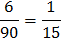 6/90 = 1/15